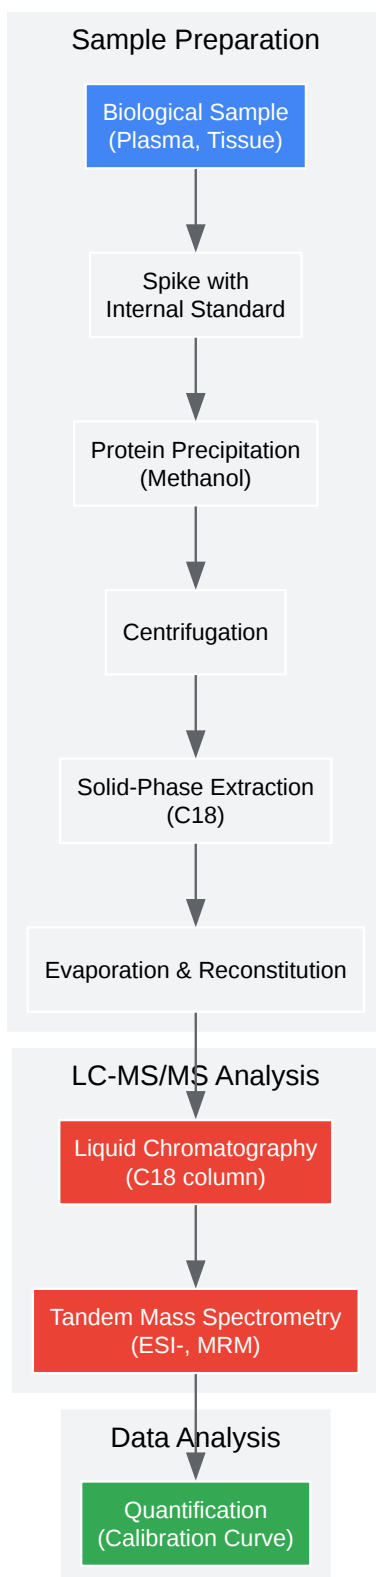 Sample Preparation
Biological Sample
(Plasma, Tissue)
Spike with
Internal Standard
Protein Precipitation
(Methanol)
Centrifugation
Solid-Phase Extraction
(C18)
Evaporation & Reconstitution
LC-MS/MS Analysis
Liquid Chromatography
(C18 column)
Tandem Mass Spectrometry
(ESI-, MRM)
Data Analysis
Quantification
(Calibration Curve)